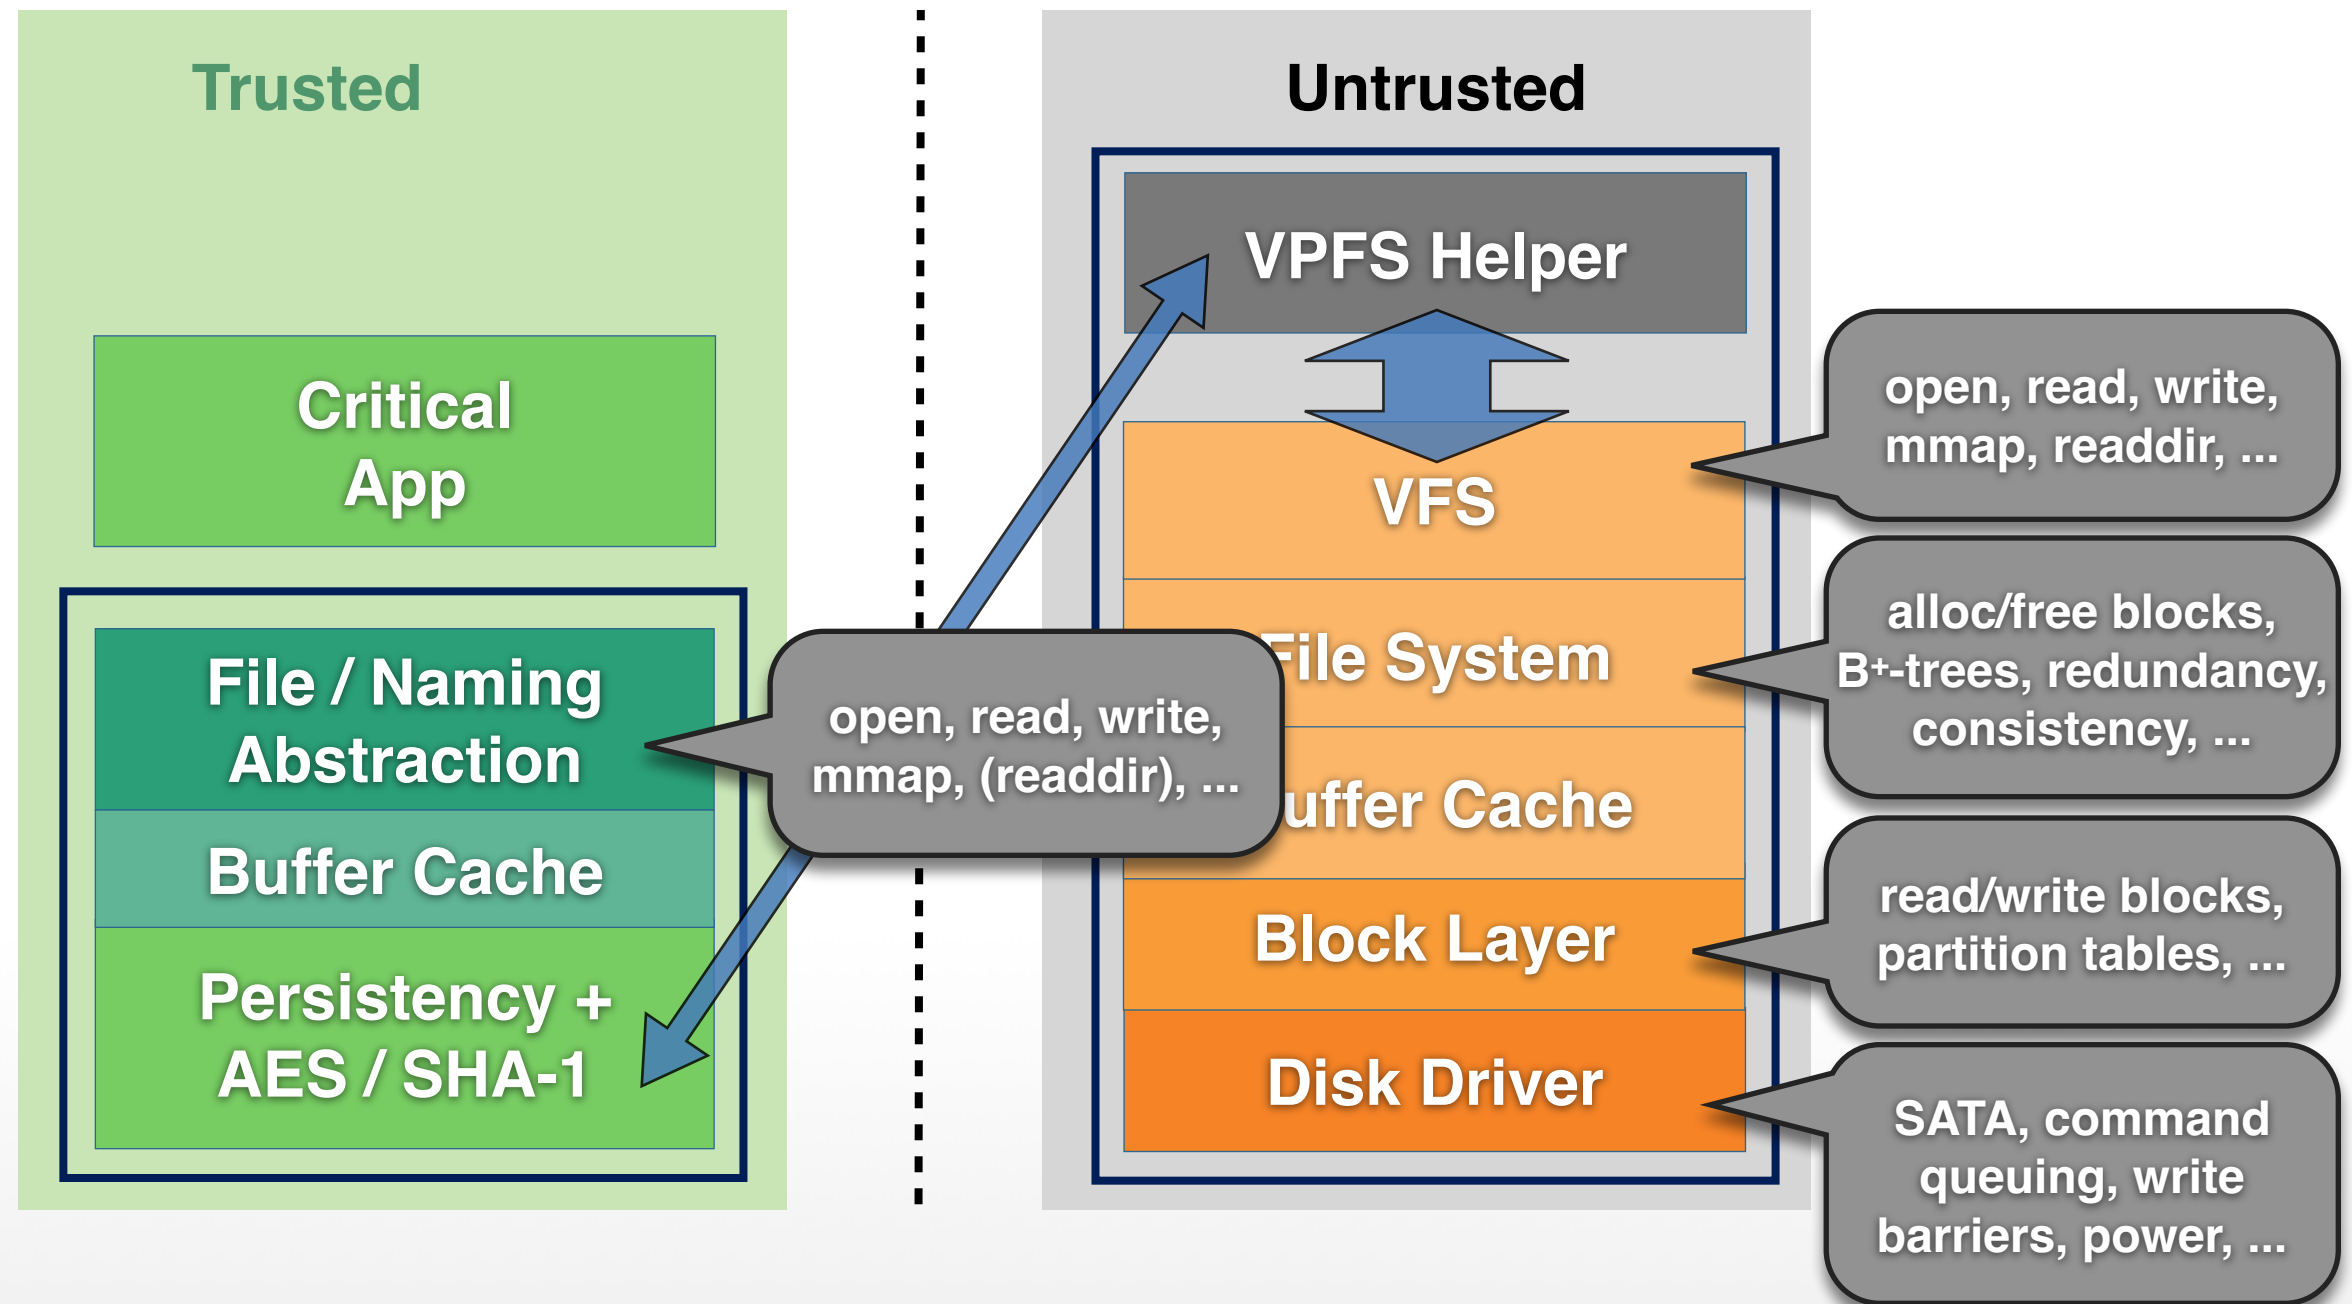 Trusted
Critical
App
File / Naming
Abstraction
Buffer Cache
Persistency +
AES / SHA-1
open, read, write,
mmap, (readdir), ...
Untrusted
VPFS Helper
VFS
File System
uffer Cache
Block Layer
Disk Driver
open, read, write,
mmap, readdir, ...
alloc/free blocks,
B+-trees, redundancy,
consistency, ...
read/write blocks,
partition tables, ...
SATA, command
queuing, write
barriers, power, ...